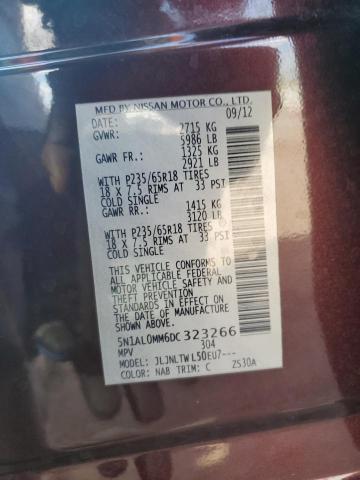 MFD BY NISSAN MOTOR CO., LTD.
DATE: 09/12
GVWR: 2715 KG
5986 LB
GAWR FR.: 1325 KG
2921 LB
WITH P235/65R18 TIRES
18 X 7.5 RIMS AT 33 PSI
COLD SINGLE
GAWR RR.: 1415 KG
3120 LB
WITH P235/65R18 TIRES
18 X 7.5 RIMS AT 33 PSI
COLD SINGLE
THIS VEHICLE CONFORMS TO
ALL APPLICABLE FEDERAL
MOTOR VEHICLE SAFETY AND
THEFT PREVENTION
STANDARDS IN EFFECT ON
THE DATE OF MANUFACTURE
SHOWN ABOVE.
5N1AL0MM6DC323266
MPV 304
MODEL: JLJNLTWL50EU7---
COLOR: NAB TRIM: C ZS30A